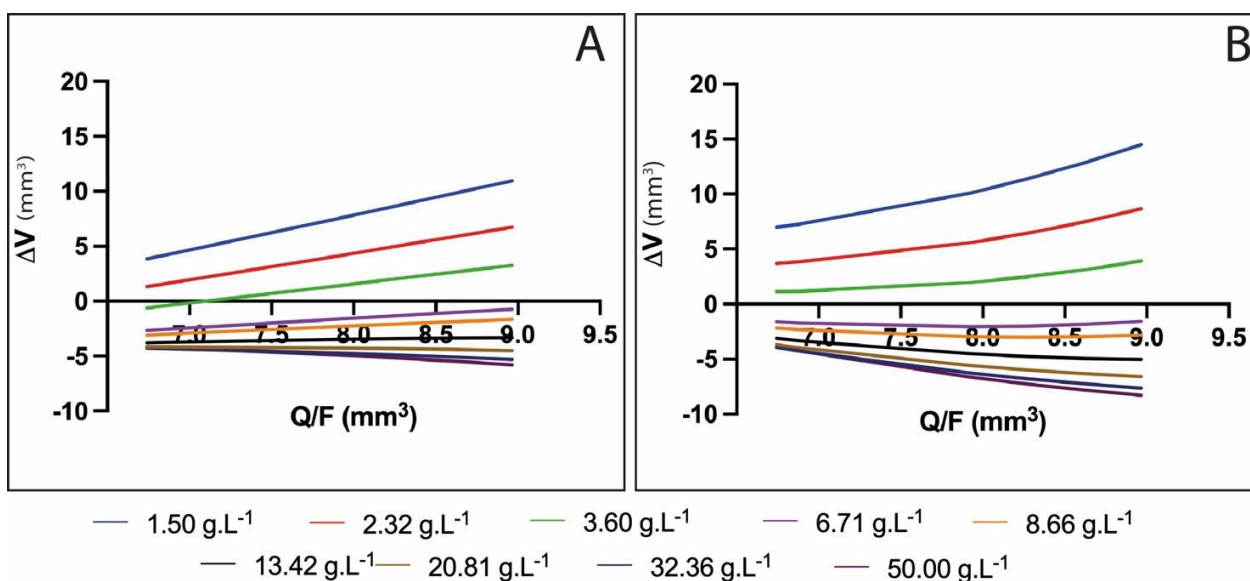 A
20
15
10
5
0
-5
-10
ΔV (mm³)
7.0 7.5 8.0 8.5 9.0 9.5
Q/F (mm³)
B
20
15
10
5
0
-5
-10
ΔV (mm³)
7.0 7.5 8.0 8.5 9.0 9.5
Q/F (mm³)
1.50 g.L⁻¹ 2.32 g.L⁻¹ 3.60 g.L⁻¹ 6.71 g.L⁻¹ 8.66 g.L⁻¹
13.42 g.L⁻¹ 20.81 g.L⁻¹ 32.36 g.L⁻¹ 50.00 g.L⁻¹